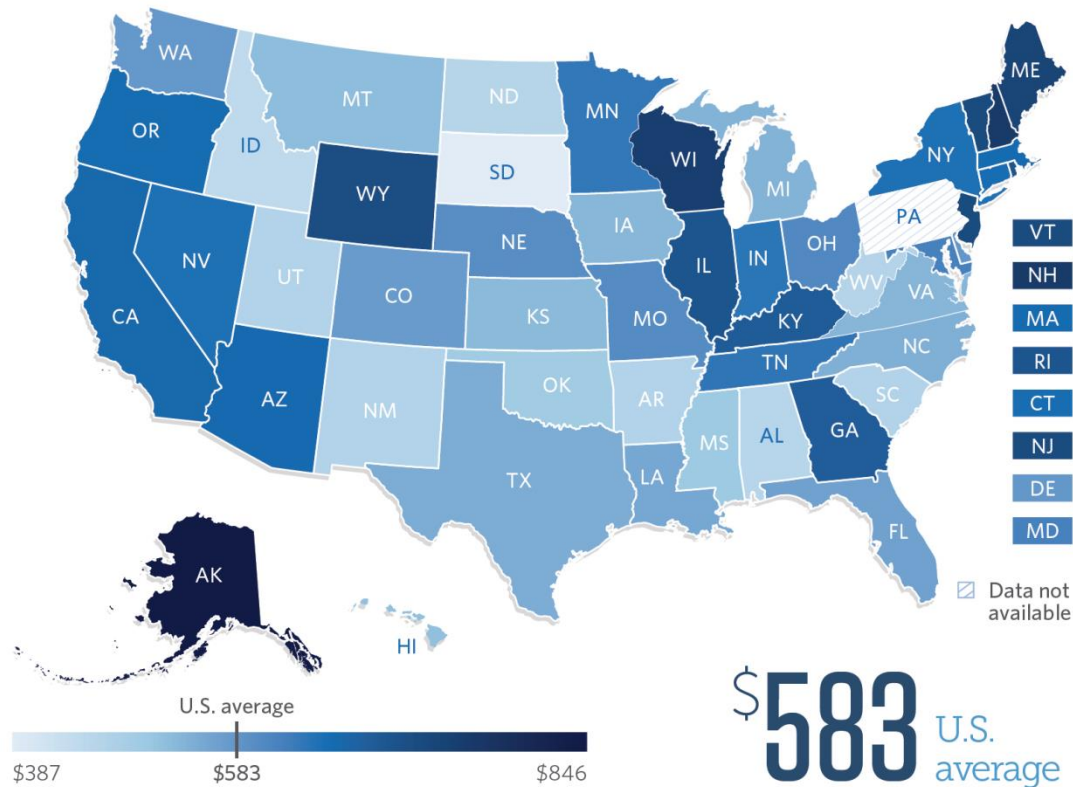 WA
MT
ND
MN
ME
OR
ID
SD
WI
NY
WY
MI
IA
PA
NE
NV
UT
CO
IL
IN
OH
WV
VA
CA
KS
MO
KY
NC
TN
AZ
NM
OK
AR
SC
MS
AL
GA
TX
LA
FL
AK
HI
VT
NH
MA
RI
CT
NJ
DE
MD
Data not
available
U.S. average
$387
$583
$846
$583
U.S.
average